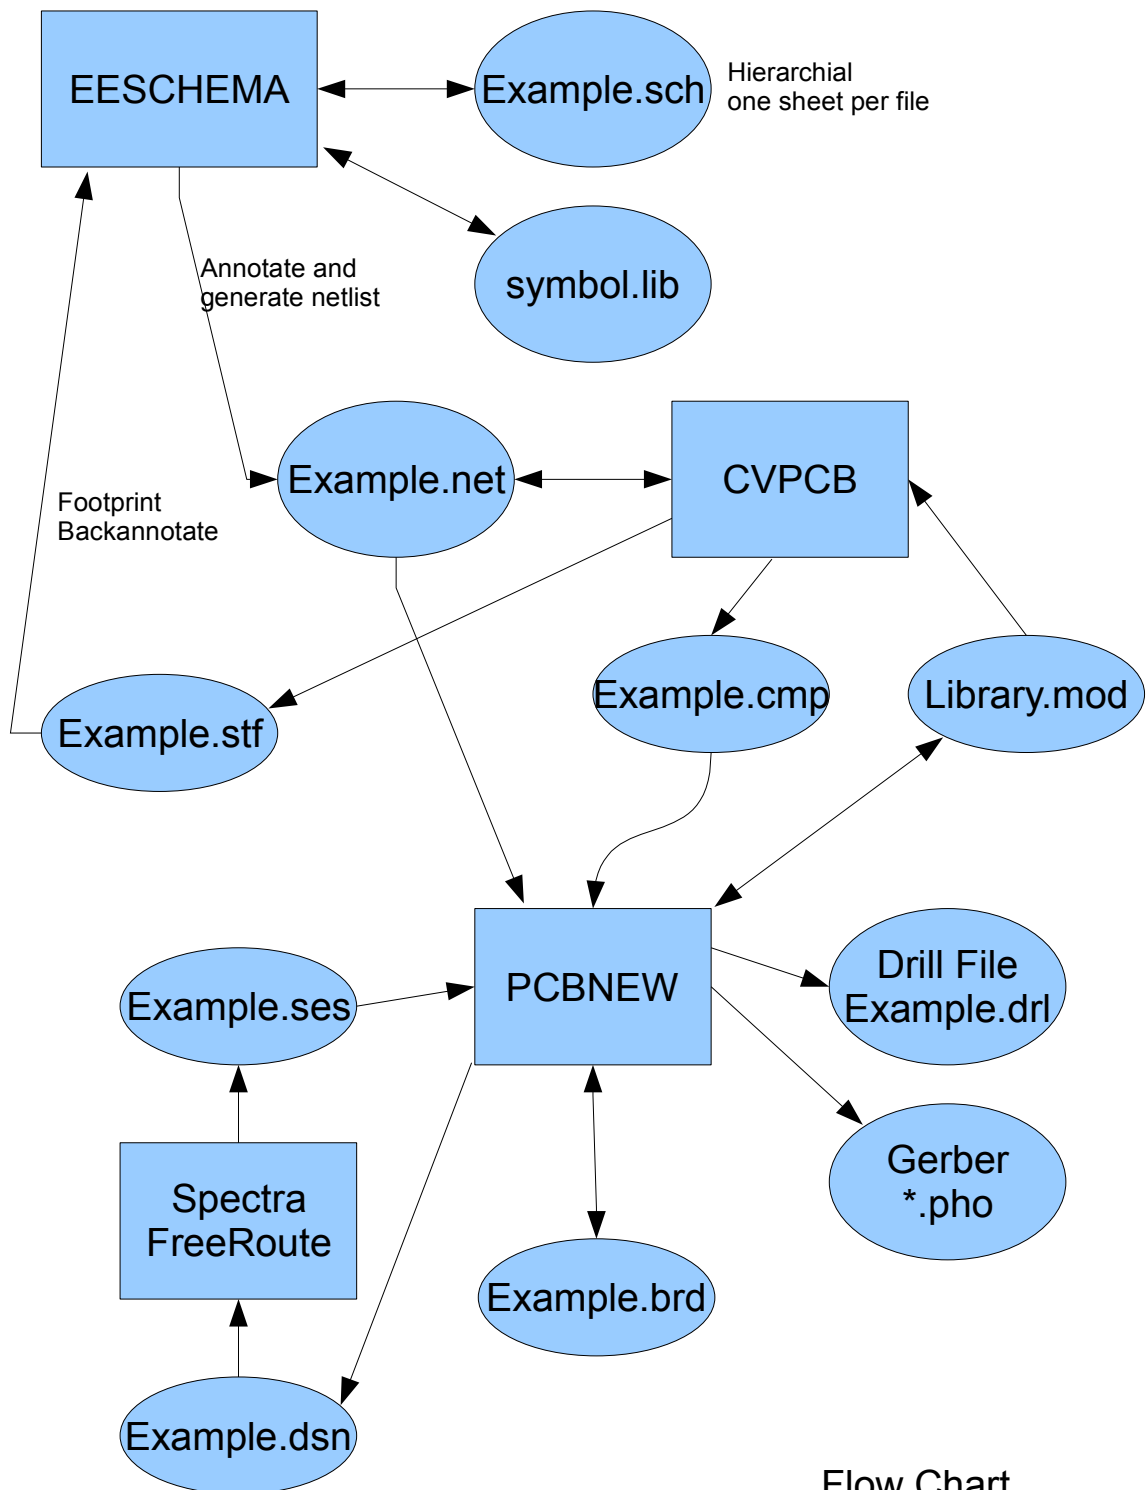 EESCHEMA
Example.sch
Hierarchial
one sheet per file
symbol.lib
Annotate and
generate netlist
Example.net
CVPCB
Footprint
Backannotate
Example.stf
Example.cmp
Library.mod
PCBNEW
Example.ses
Drill File
Example.drl
Spectra
FreeRoute
Gerber
*.pho
Example.brd
Example.dsn
Flow Chart